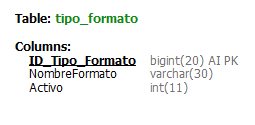 Table: tipo_formato
Columns:
ID_Tipo_Formato bigint(20) AI PK
NombreFormato varchar(30)
Activo int(11)